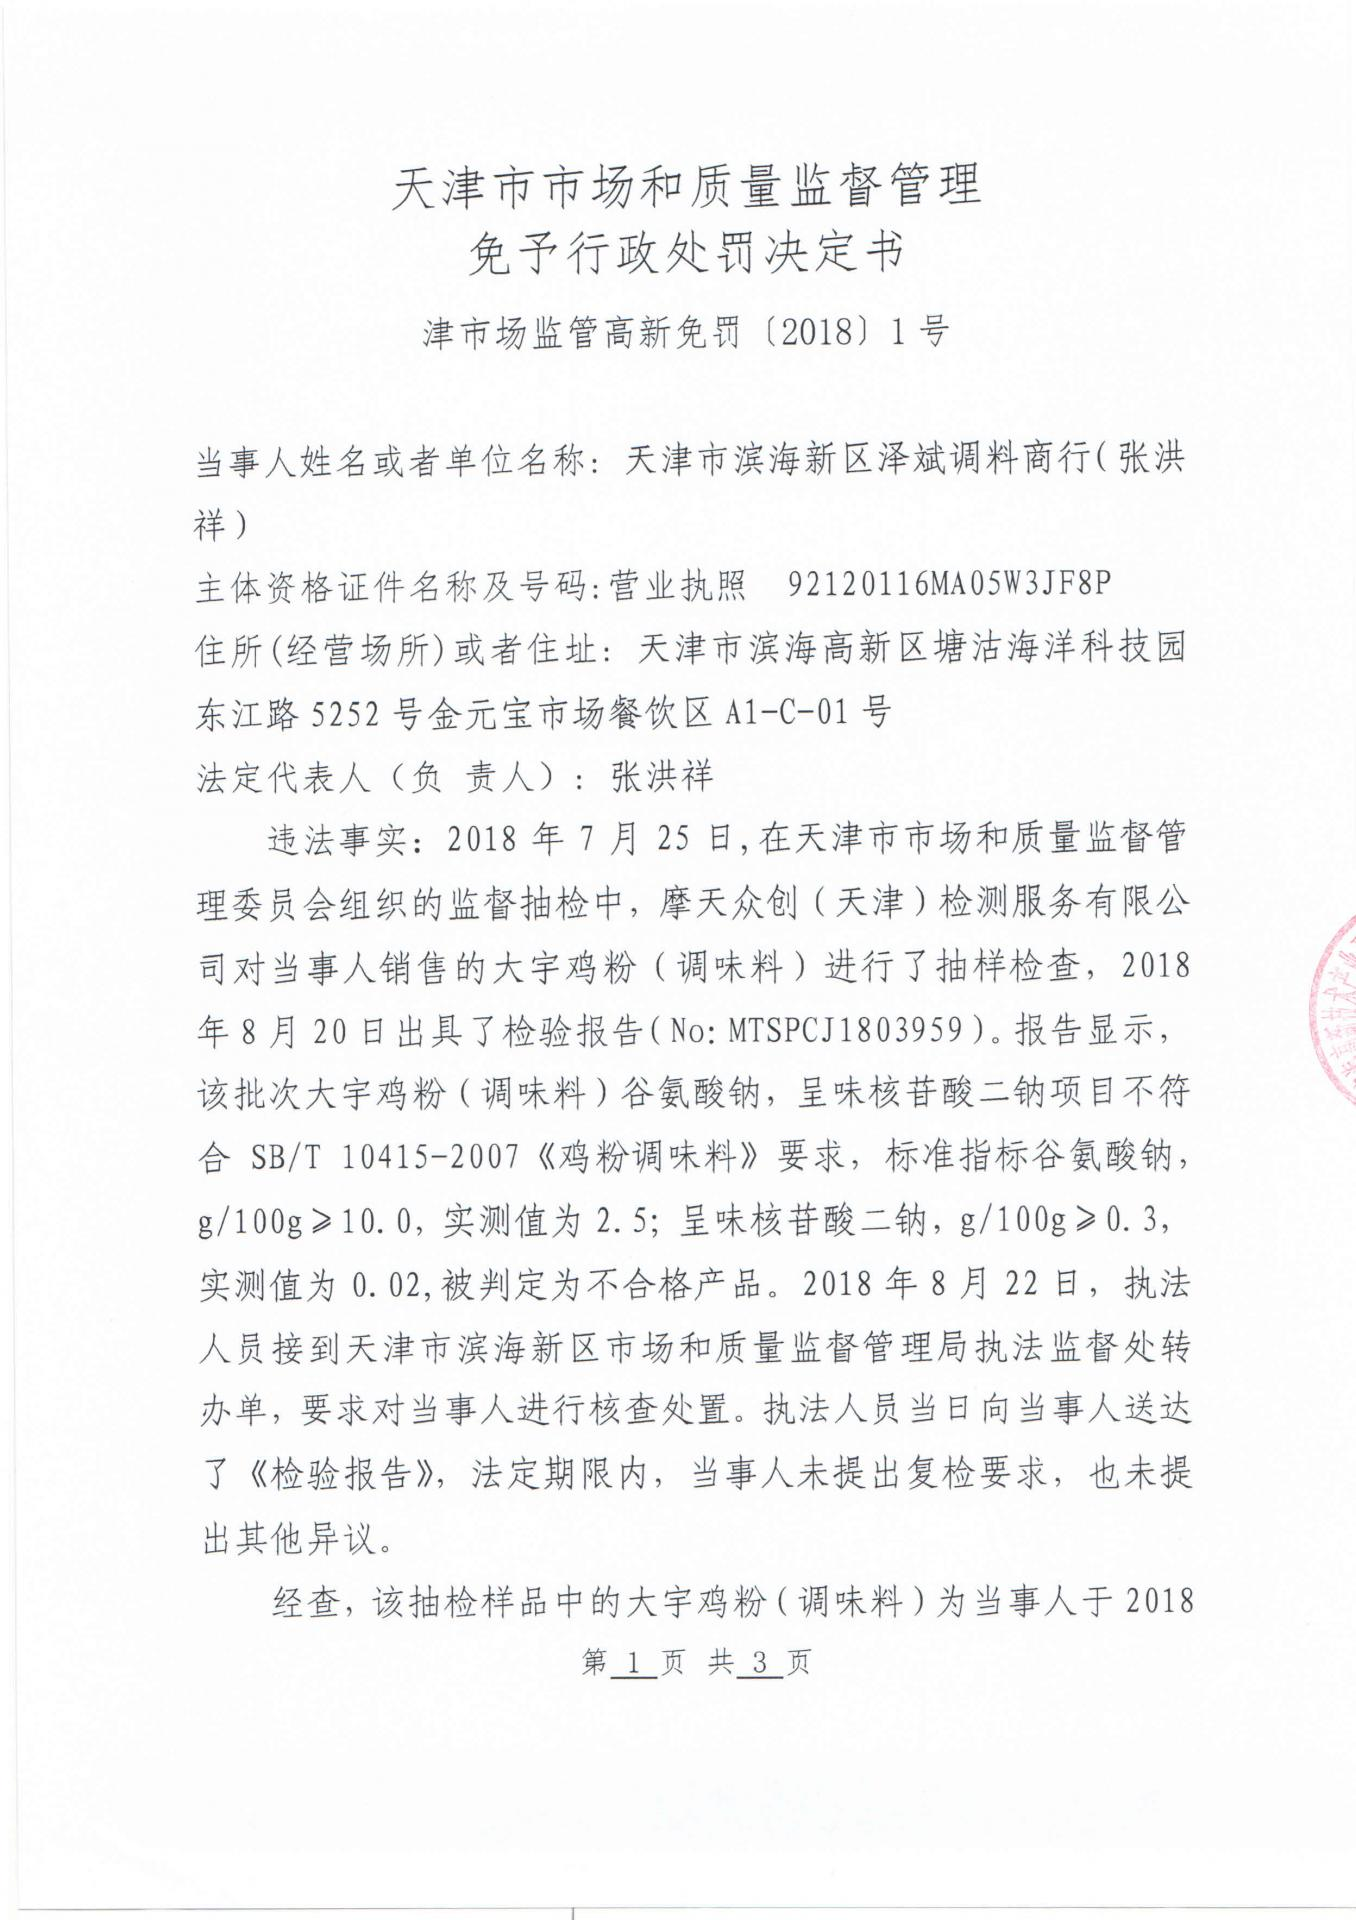 天津市市场和质量监督管理
免予行政处罚决定书
津市场监管高新免罚〔2018〕1号
当事人姓名或者单位名称：天津市滨海新区泽斌调料商行(张洪
祥)
主体资格证件名称及号码:营业执照 92120116MA05W3JF8P
住所(经营场所)或者住址：天津市滨海高新区塘沽海洋科技园
东江路5252号金元宝市场餐饮区A1-C-01号
法定代表人（负 责人）：张洪祥
违法事实：2018年7月25日,在天津市市场和质量监督管
理委员会组织的监督抽检中，摩天众创（天津）检测服务有限公
司对当事人销售的大宇鸡粉（调味料）进行了抽样检查，2018
年8月20日出具了检验报告(No：MTSPCJ1803959)。报告显示，
该批次大宇鸡粉（调味料）谷氨酸钠，呈味核苷酸二钠项目不符
合 SB/T 10415-2007《鸡粉调味料》要求，标准指标谷氨酸钠，
g/100g≥10.0，实测值为2.5；呈味核苷酸二钠，g/100g≥0.3，
实测值为0.02,被判定为不合格产品。2018年8月22日，执法
人员接到天津市滨海新区市场和质量监督管理局执法监督处转
办单，要求对当事人进行核查处置。执法人员当日向当事人送达
了《检验报告》，法定期限内，当事人未提出复检要求，也未提
出其他异议。
经查，该抽检样品中的大宇鸡粉（调味料）为当事人于2018
第 1 页 共 3 页